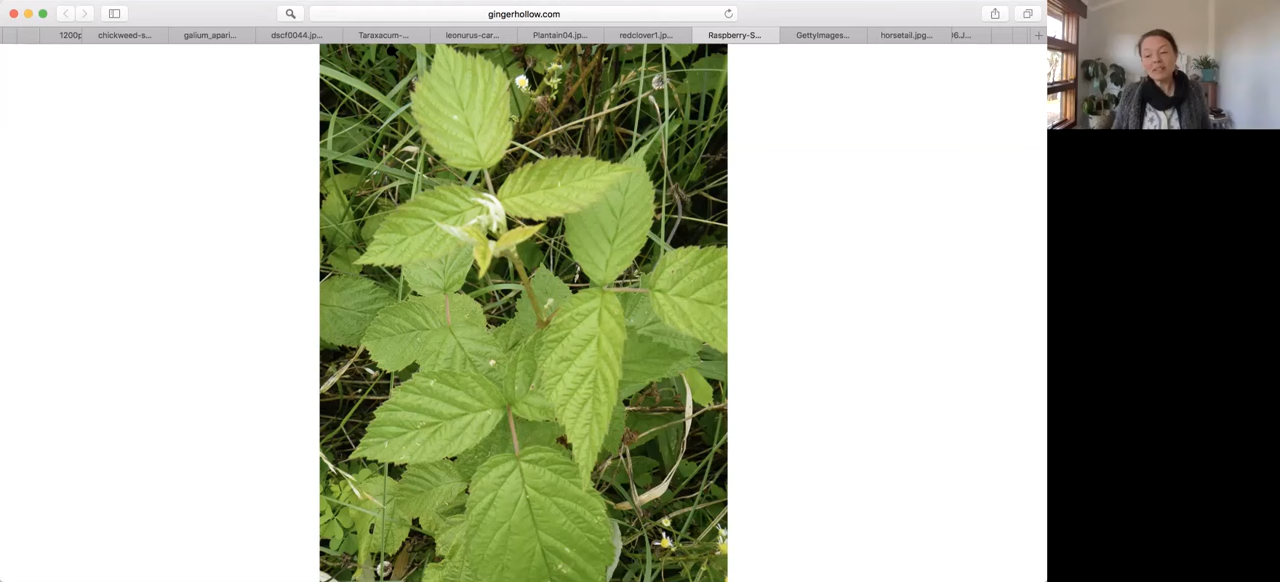 gingerhollow.com
1200p chickweed-s... galium_apari... dscf0044.jp... Taraxacum-... leonurus-car... Plantain04.jp... redclover1.jp... Raspberry-S... GettyImages... horsetail.jpg... +